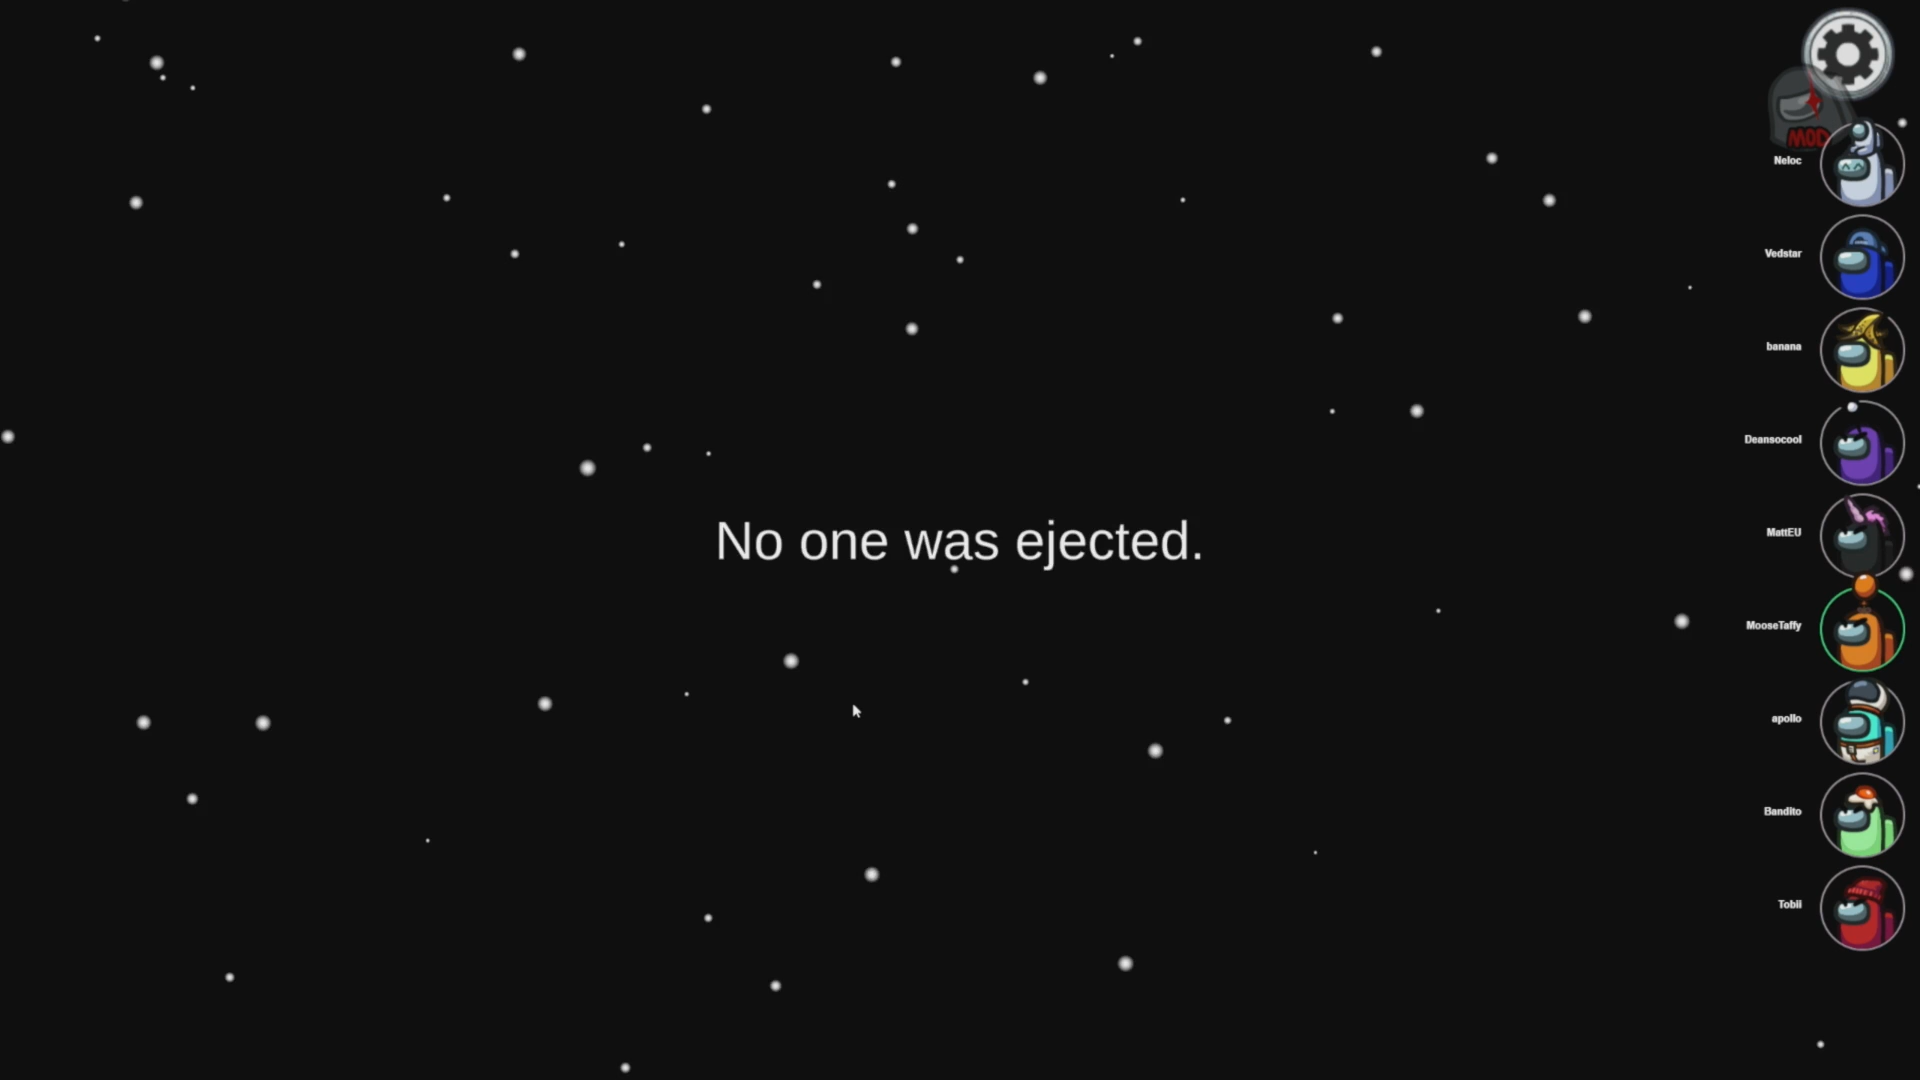 MOD
Neloc
Vedstar
banana
No one was ejected.
Deansocool
MattEU
MooseTaffy
apollo
Bandito
Tobii